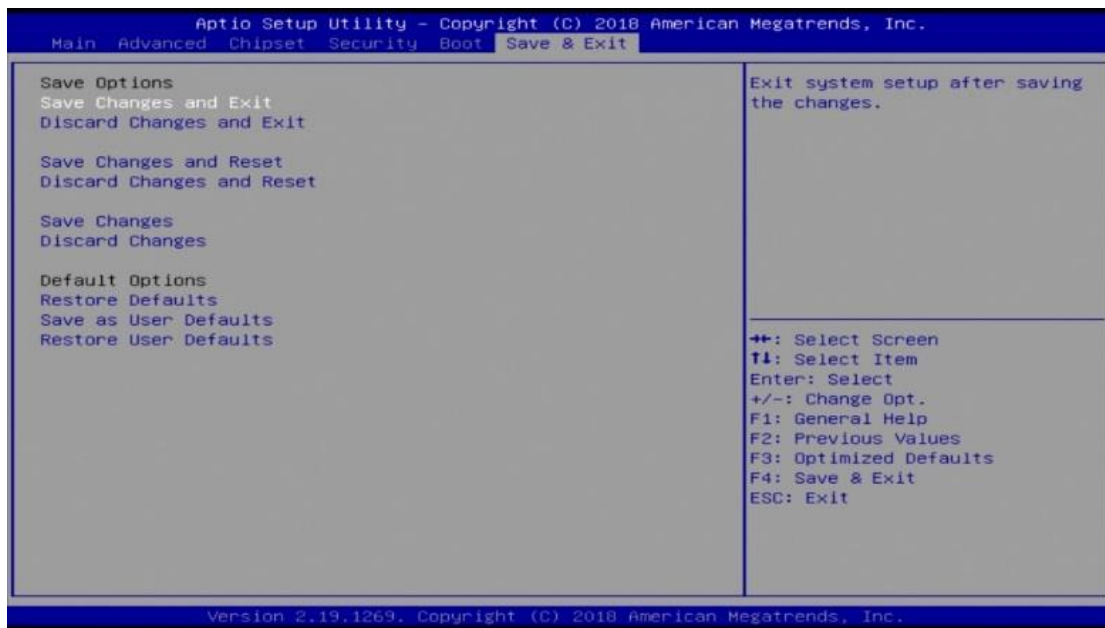 Aptio Setup Utility - Copyright (C) 2018 American Megatrends, Inc.
Main Advanced Chipset Security Boot Save & Exit
Save Options
Save Changes and Exit
Discard Changes and Exit
Save Changes and Reset
Discard Changes and Reset
Save Changes
Discard Changes
Default Options
Restore Defaults
Save as User Defaults
Restore User Defaults
Exit system setup after saving
the changes.
→←: Select Screen
↑↓: Select Item
Enter: Select
+/-: Change Opt.
F1: General Help
F2: Previous Values
F3: Optimized Defaults
F4: Save & Exit
ESC: Exit
Version 2.19.1269. Copyright (C) 2018 American Megatrends, Inc.